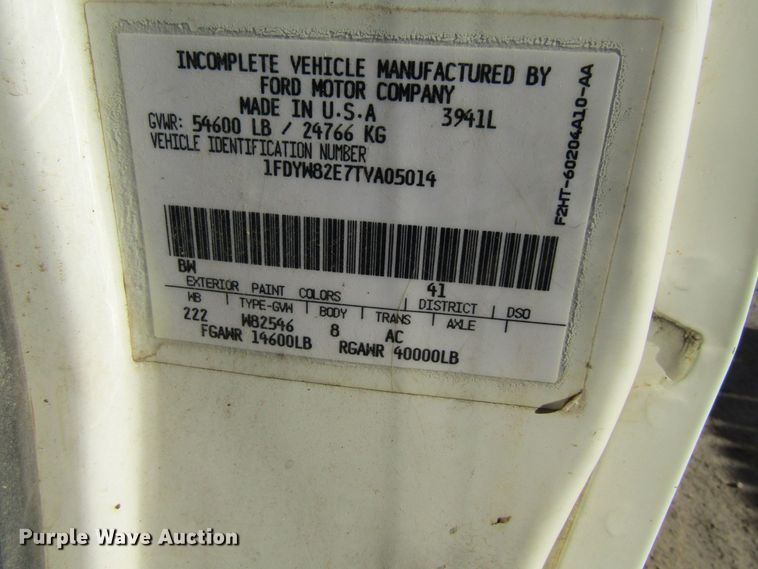 INCOMPLETE VEHICLE MANUFACTURED BY
FORD MOTOR COMPANY
MADE IN U.S.A 3941L
GVWR: 54600 LB / 24766 KG
VEHICLE IDENTIFICATION NUMBER
1FDYW82E7TVA05014
F2HT-60204A10-AA
BW 41
EXTERIOR PAINT COLORS DISTRICT DSO
WB TYPE-GVW BODY TRANS AXLE
222 W82546 8 AC
FGAWR 14600LB RGAWR 40000LB
Purple Wave Auction